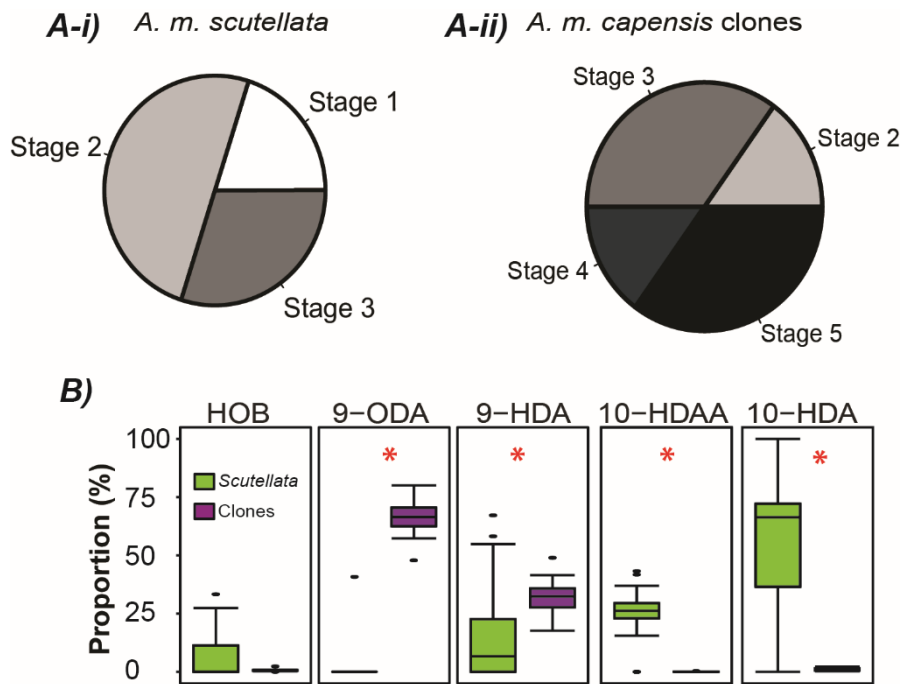 A-i) A. m. scutellata
A-ii) A. m. capensis clones
Stage 1
Stage 2
Stage 3
Stage 3
Stage 2
Stage 4
Stage 5
B)
HOB 9−ODA 9−HDA 10−HDAA 10−HDA
Proportion (%)
100
75
50
25
0
Scutellata
Clones
* * * *